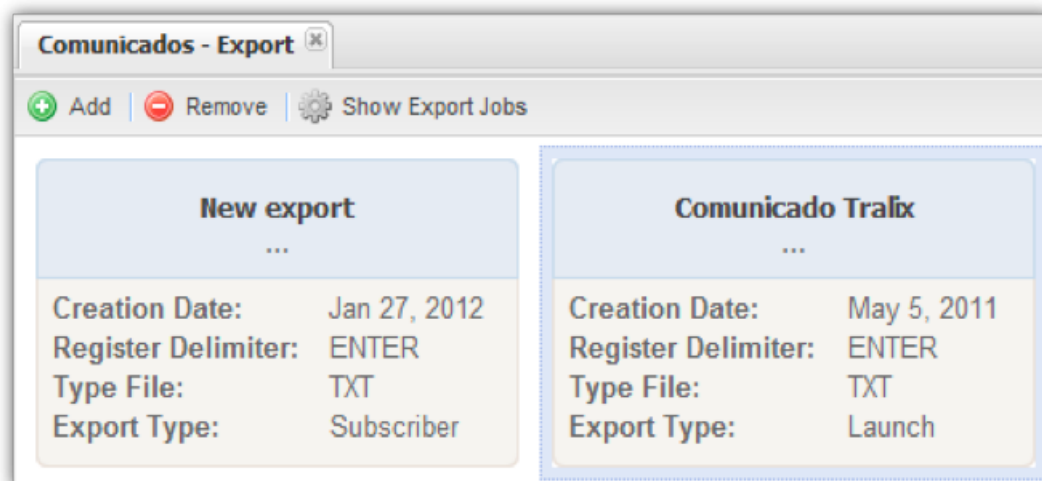 Comunicados - Export
Add Remove Show Export Jobs
New export
...
Creation Date: Jan 27, 2012
Register Delimiter: ENTER
Type File: TXT
Export Type: Subscriber
Comunicado Tralix
...
Creation Date: May 5, 2011
Register Delimiter: ENTER
Type File: TXT
Export Type: Launch